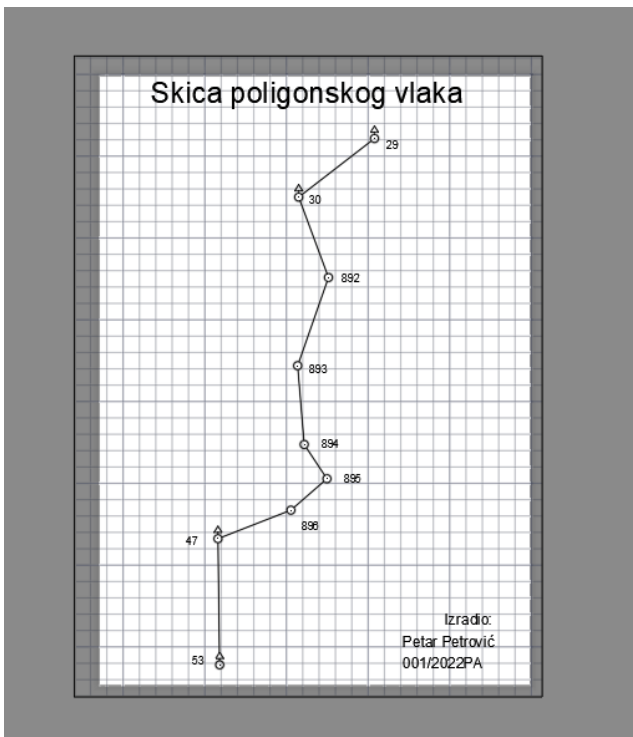 Skica poligonskog vlaka
29
30
892
893
894
895
896
47
53
Izradio:
Petar Petrović
001/2022PA